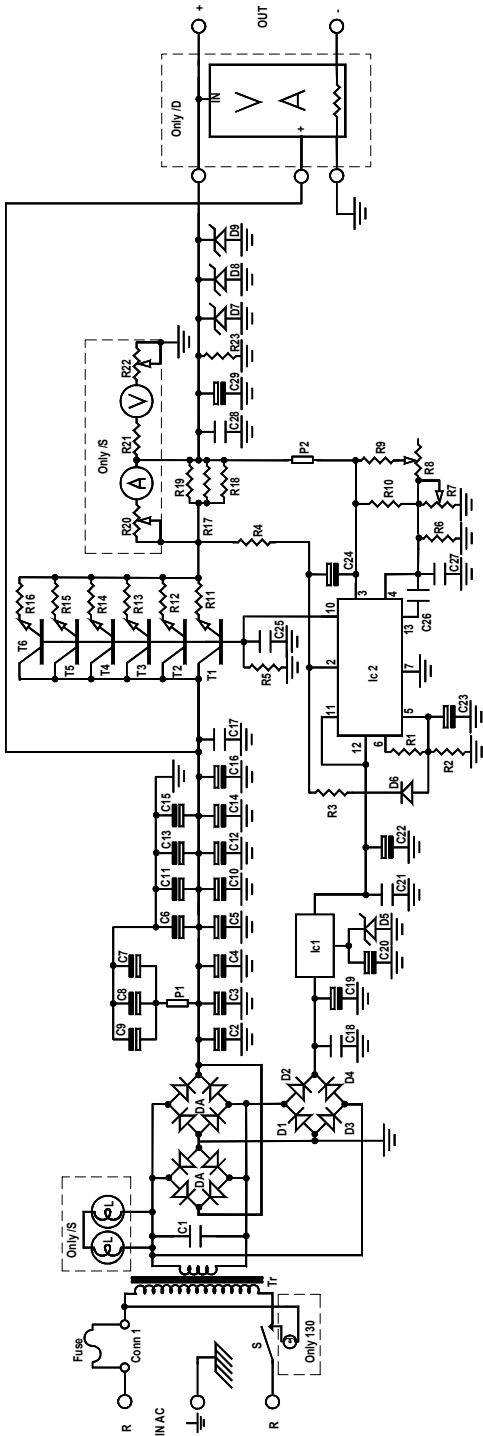 R
IN AC
R
Fuse
Conn 1
S
Only 130
Tr
Only /S
L
L
C1
DA
DA
D1
D2
D3
D4
C9
C8
C7
P1
C2
C3
C4
C5
C6
C10
C11
C12
C13
C14
C15
C16
C17
C18
C19
Ic1
C20
D5
C21
C22
R3
D6
R1
R2
C23
12
11
6
5
2
10
7
3
4
13
Ic 2
T6
T5
T4
T3
T2
T1
R16
R15
R14
R13
R12
R11
R5
C25
R4
C24
C26
C27
R6
R7
R8
R9
R10
P2
R17
R18
R19
Only /S
R20
A
R21
V
R22
C28
C29
R23
D7
D8
D9
Only /D
IN
V
A
+
+
OUT
-